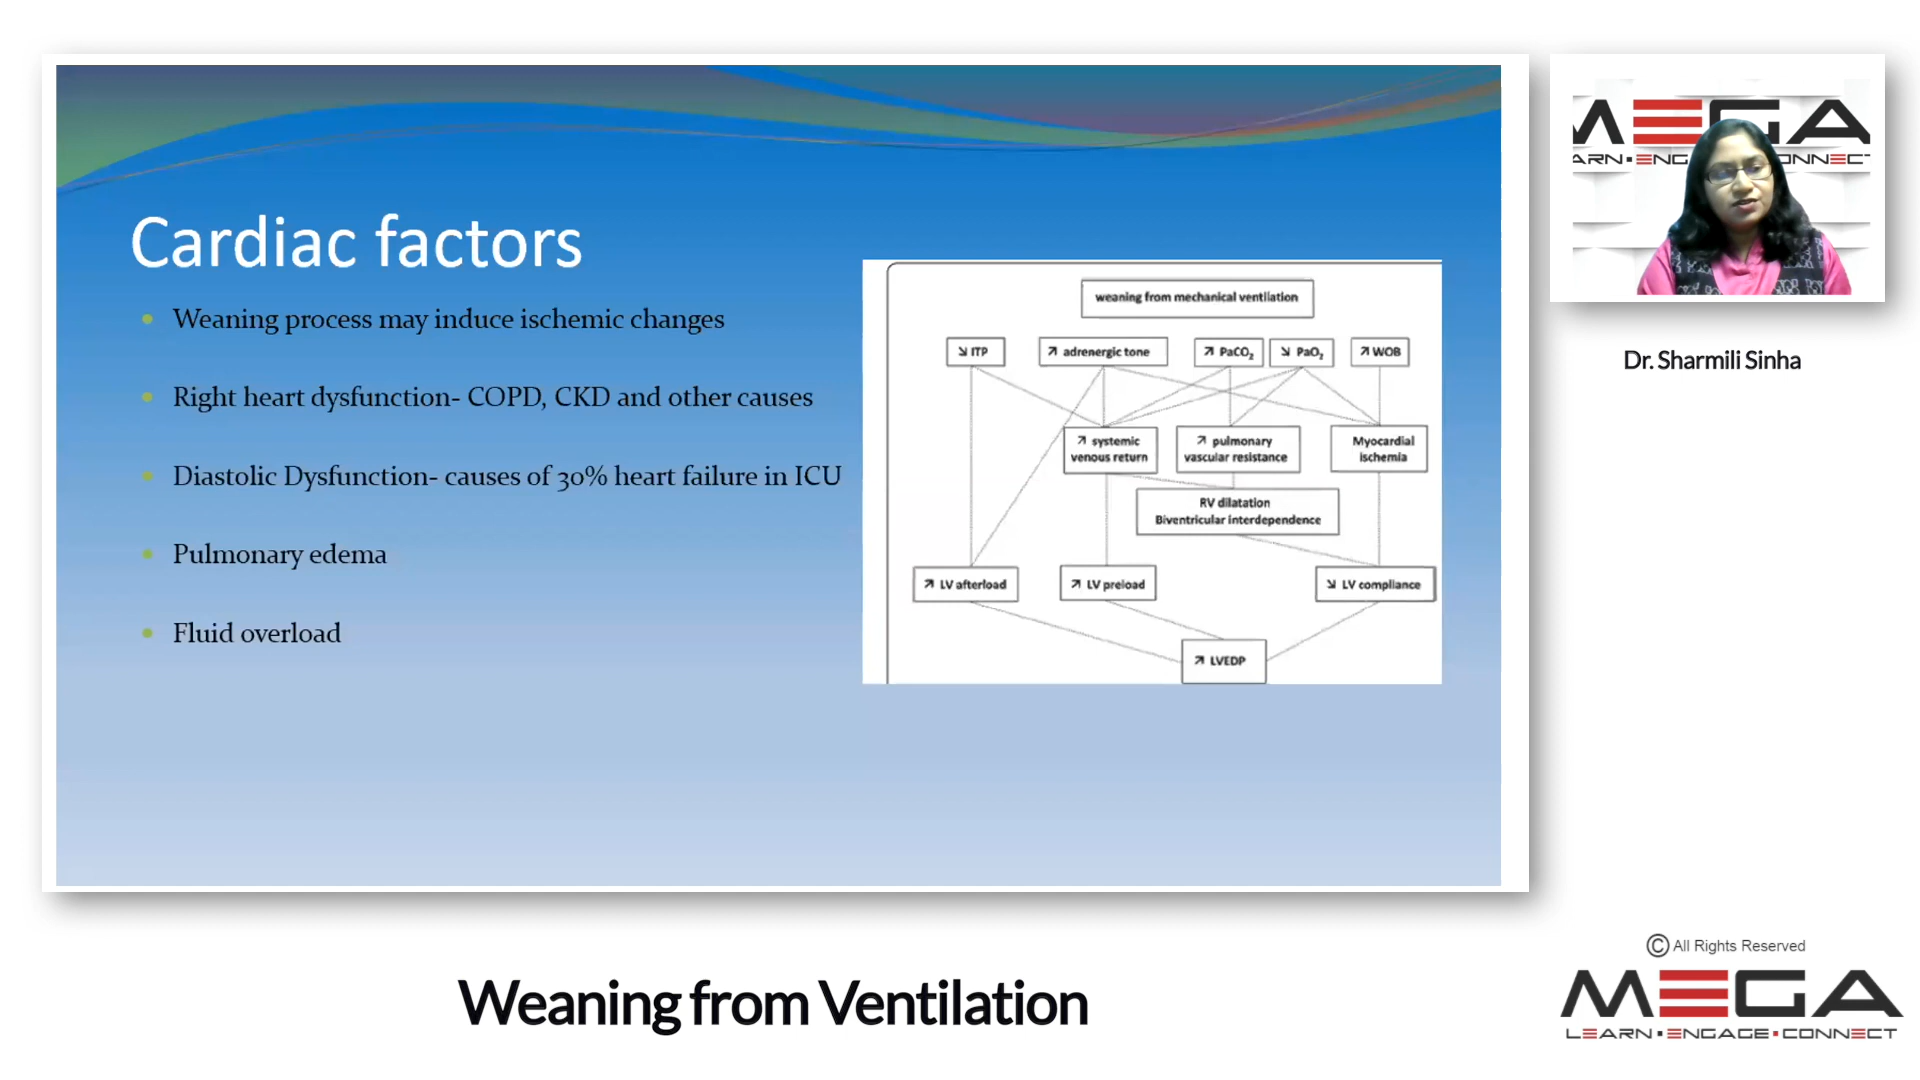 Cardiac factors
• Weaning process may induce ischemic changes
• Right heart dysfunction- COPD, CKD and other causes
• Diastolic Dysfunction- causes of 30% heart failure in ICU
• Pulmonary edema
• Fluid overload
weaning from mechanical ventilation
↘ ITP
↗ adrenergic tone
↗ PaCO₂
↘ PaO₂
↗ WOB
↗ systemic
venous return
↗ pulmonary
vascular resistance
Myocardial
ischemia
RV dilatation
Biventricular interdependence
↗ LV afterload
↗ LV preload
↘ LV compliance
↗ LVEDP
MEGA
ARN▪ENG ONNEC
Dr. Sharmili Sinha
Weaning from Ventilation
© All Rights Reserved
MEGA
LEARN▪ENGAGE▪CONNECT